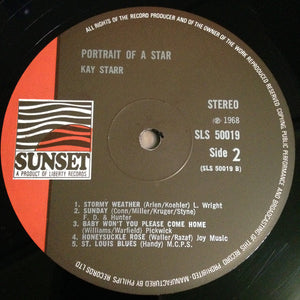 ALL RIGHTS OF THE RECORD PRODUCER AND OF THE OWNER OF THE WORK REPRODUCED RESERVED. COPYING, PUBLIC PERFORMANCE AND BROADCASTING OF THIS RECORD PROHIBITED-MANUFACTURED BY PHILIPS RECORDS LTD
PORTRAIT OF A STAR
KAY STARR
STEREO
℗ 1968
SLS 50019
Side 2
(SLS 50019 B)
SUNSET
A PRODUCT OF LIBERTY RECORDS
1 STORMY WEATHER (Arlen/Koehler) L. Wright
2 SUNDAY (Conn/Miller/Kruger/Styne)
F. D. & Hunter
3 BABY WON'T YOU PLEASE COME HOME
(Williams/Warfield) Pickwick
4 HONEYSUCKLE ROSE (Waller/Razaf) Joy Music
5 ST. LOUIS BLUES (Handy) M.C.P.S.